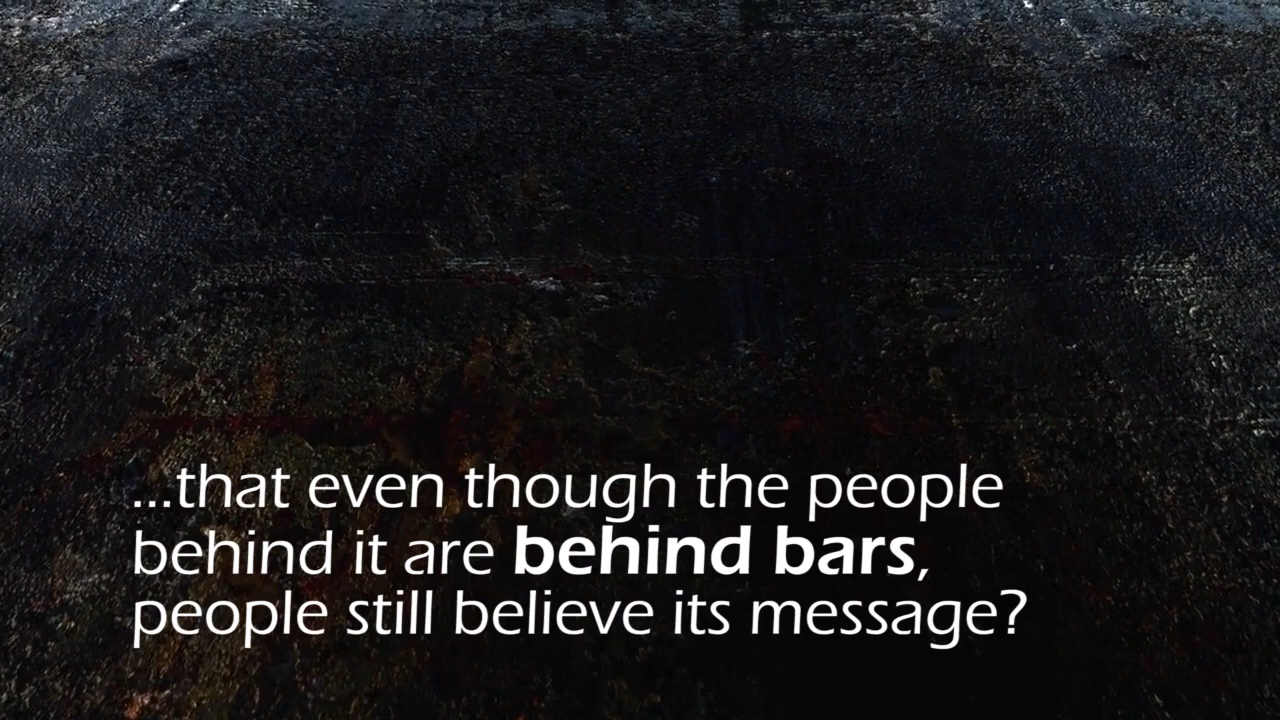 ...that even though the people
behind it are behind bars,
people still believe its message?